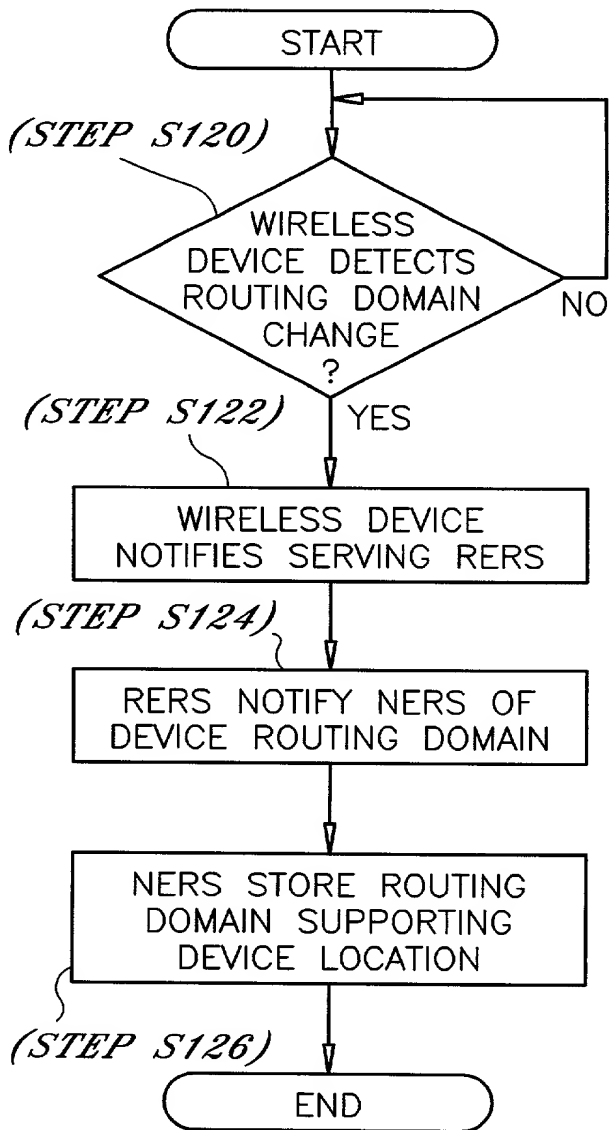 START
(STEP S120)
WIRELESS
DEVICE DETECTS
ROUTING DOMAIN
CHANGE
?
NO
(STEP S122)
YES
WIRELESS DEVICE
NOTIFIES SERVING RERS
(STEP S124)
RERS NOTIFY NERS OF
DEVICE ROUTING DOMAIN
NERS STORE ROUTING
DOMAIN SUPPORTING
DEVICE LOCATION
(STEP S126)
END